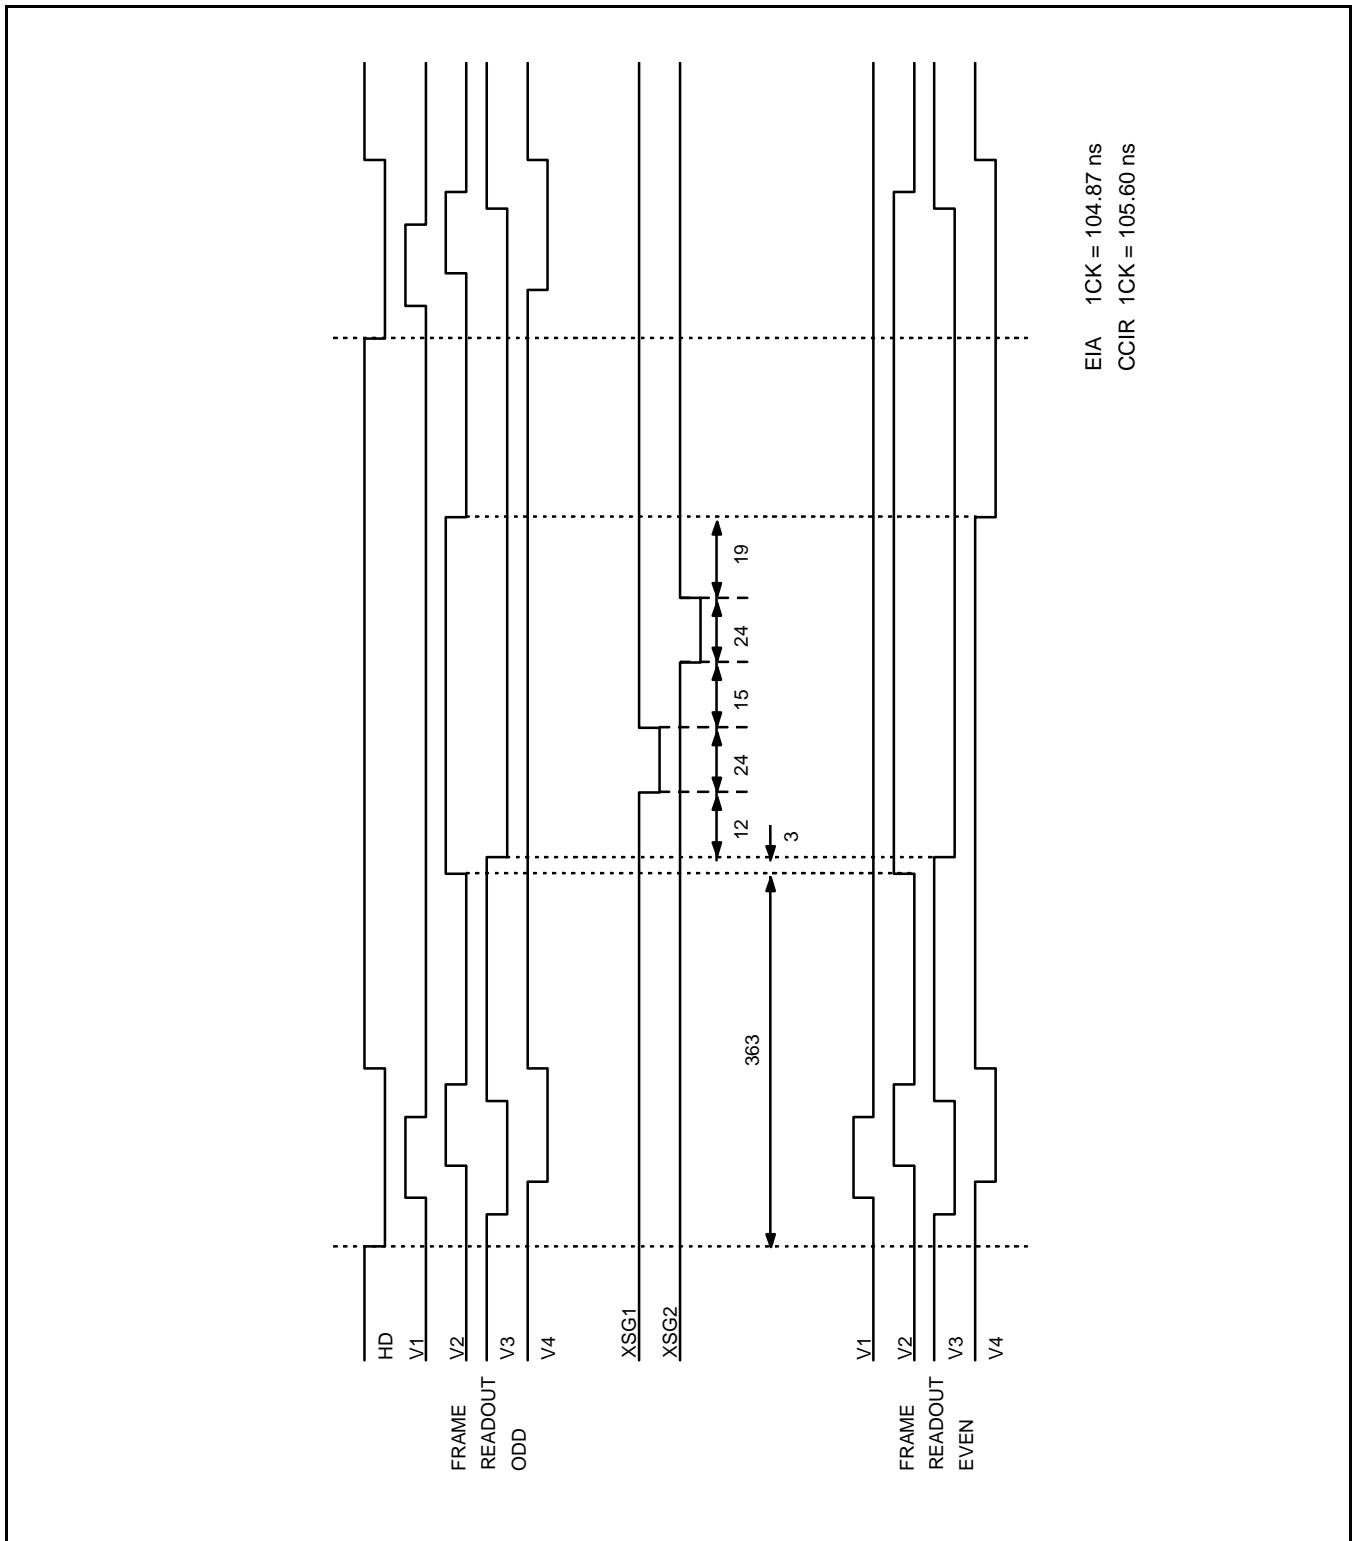 HD
V1
V2
V3
V4
FRAME
READOUT
ODD
XSG1
XSG2
V1
V2
V3
V4
FRAME
READOUT
EVEN
363
3
12
24
15
24
19
EIA 1CK = 104.87 ns
CCIR 1CK = 105.60 ns